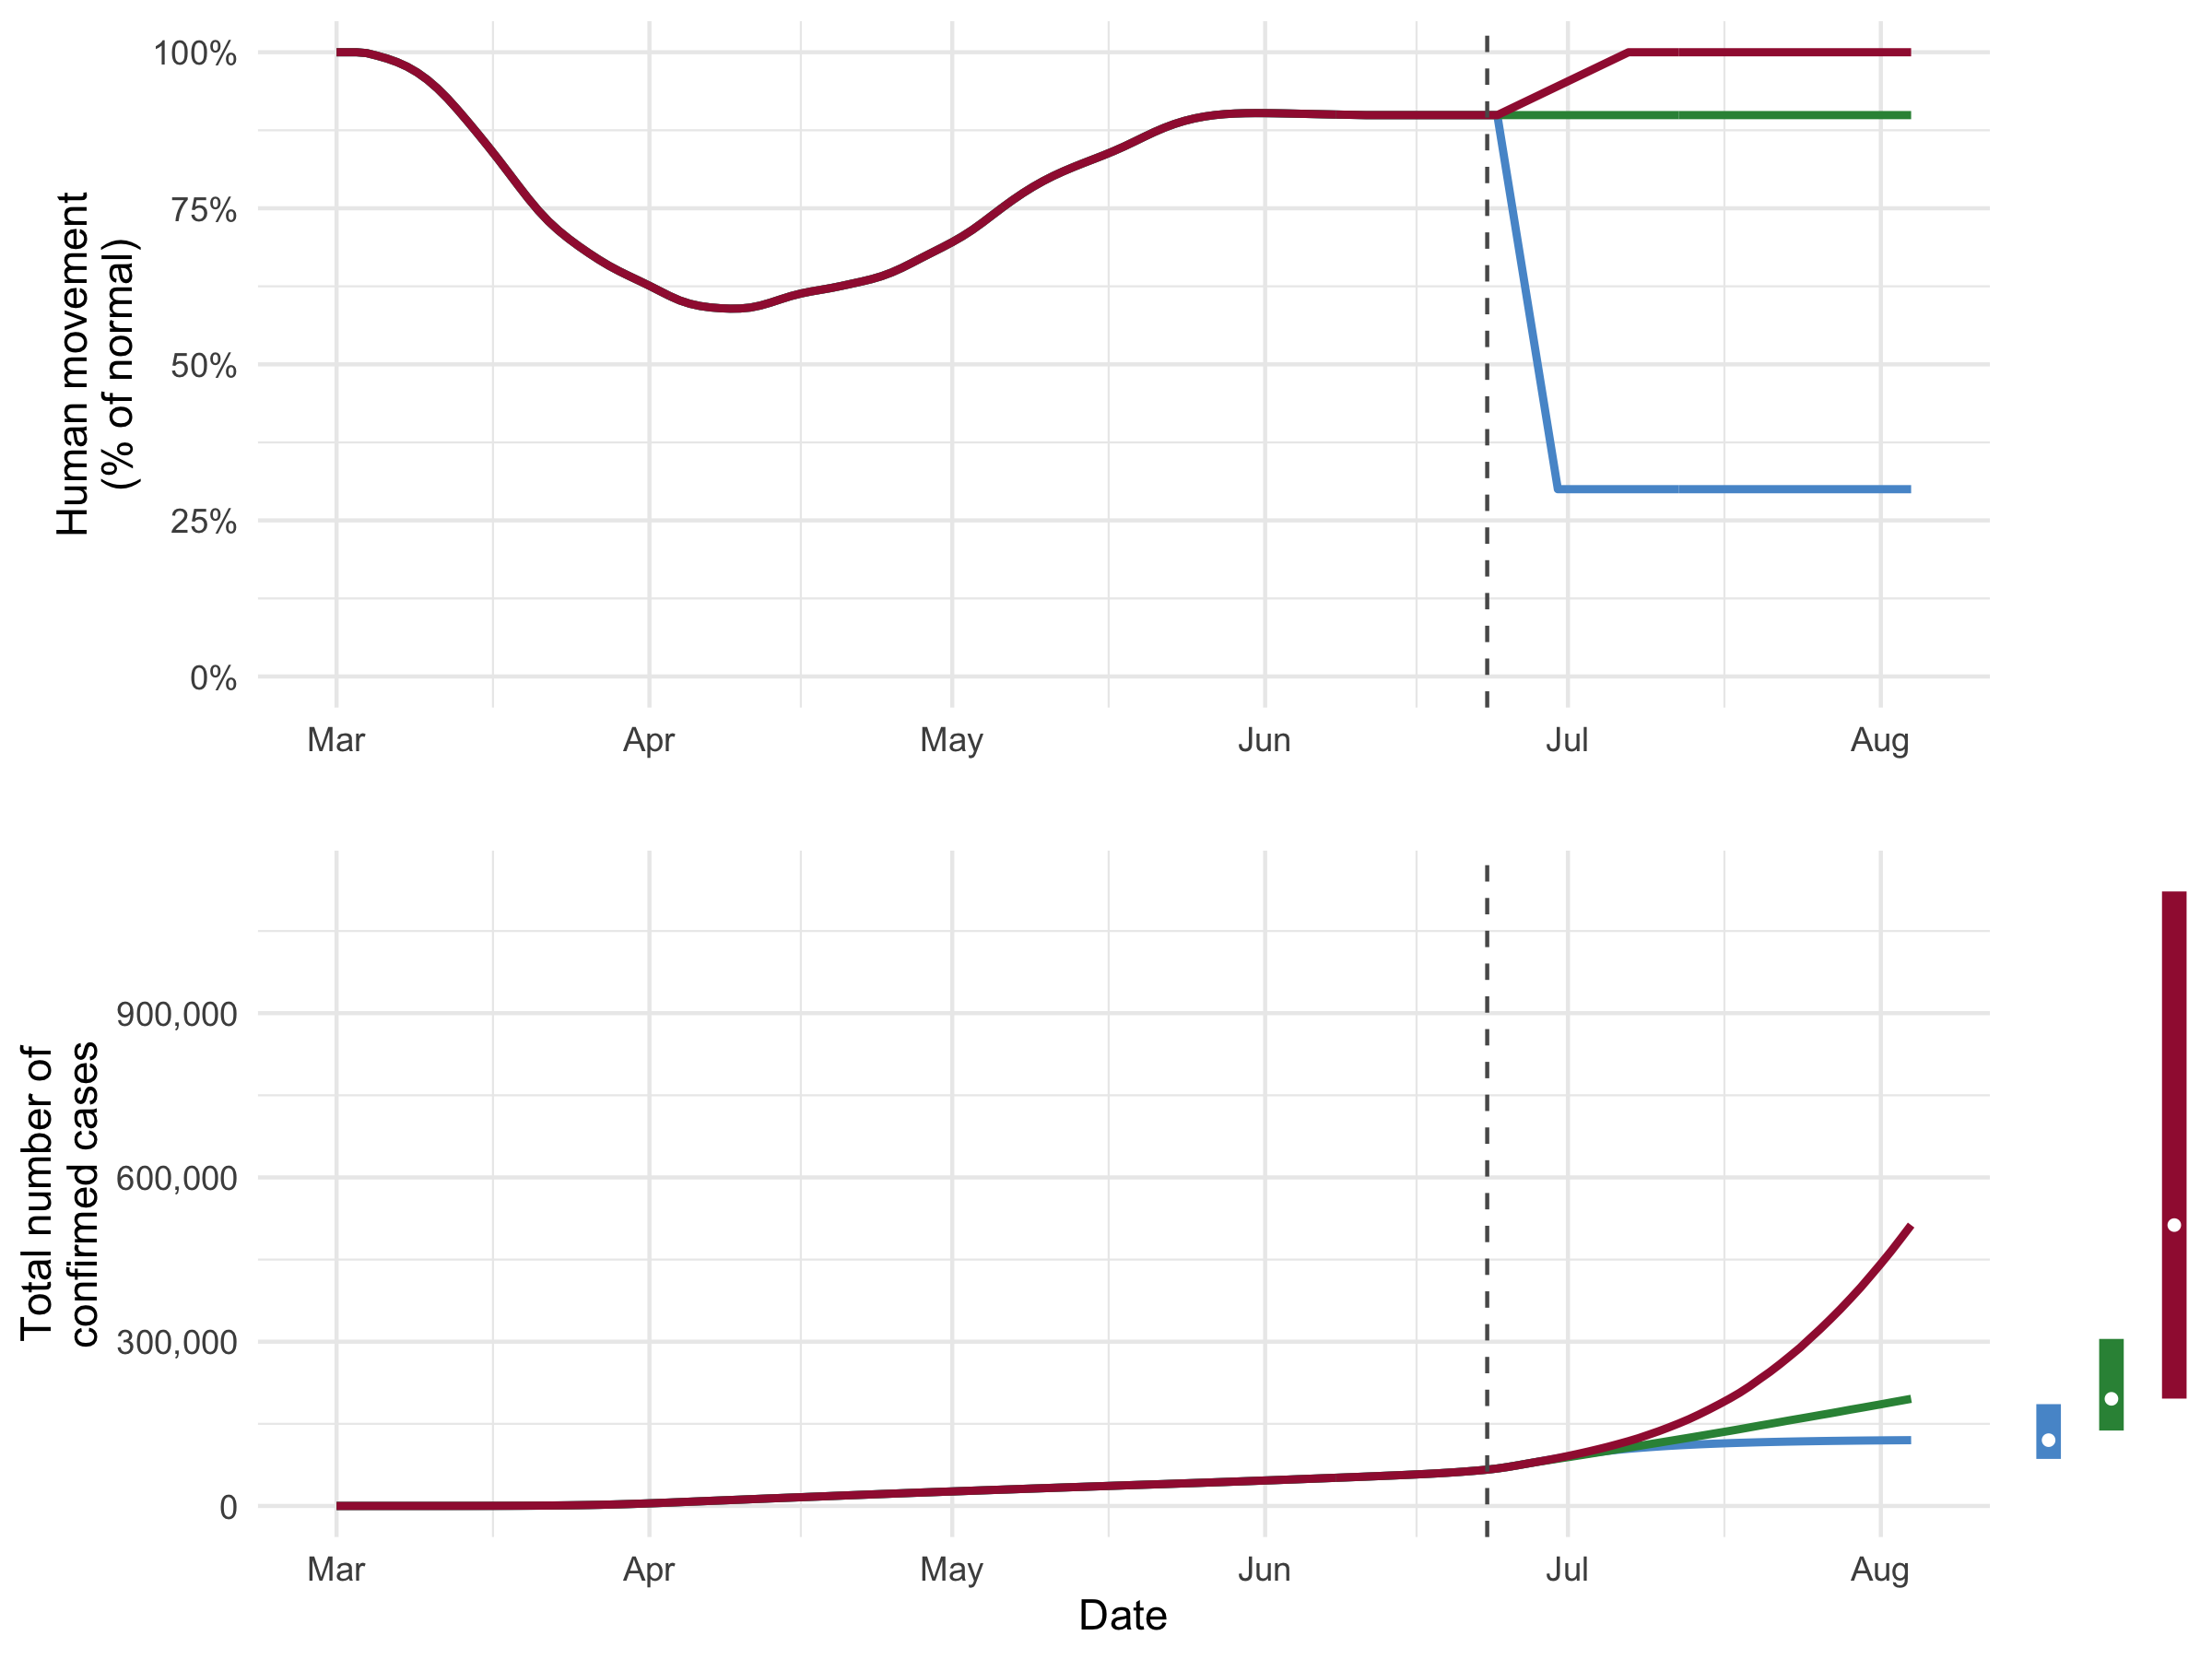 Human movement
(% of normal)
100%
75%
50%
25%
0%
Mar Apr May Jun Jul Aug
Total number of
confirmed cases
900,000
600,000
300,000
0
Mar Apr May Jun Jul Aug
Date